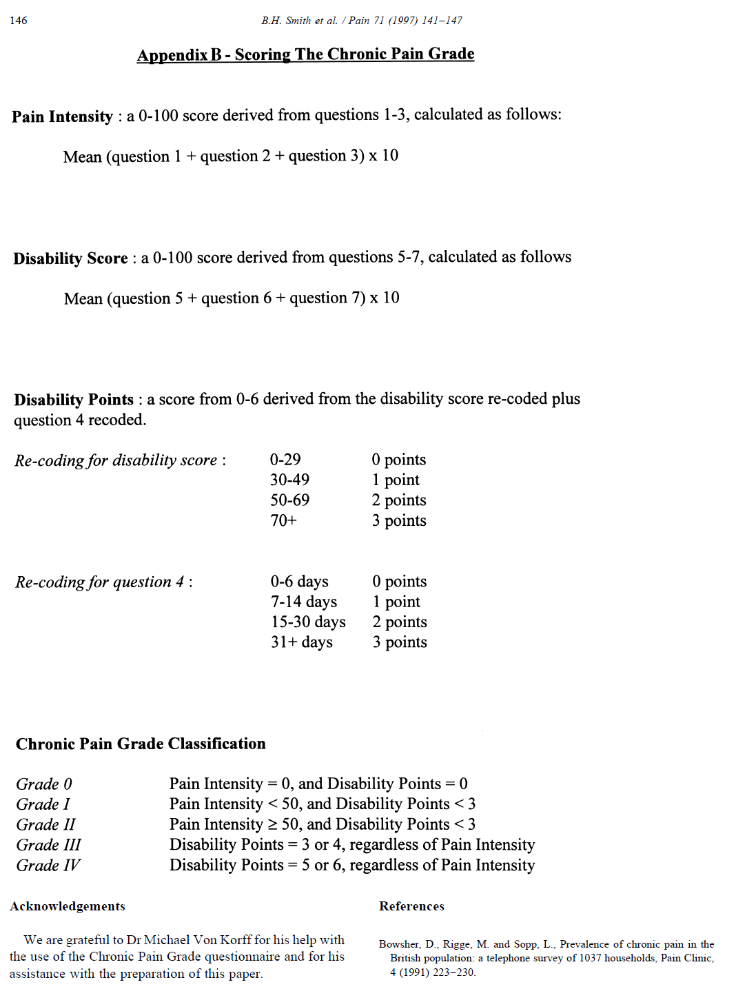 146
B.H. Smith et al. / Pain 71 (1997) 141–147
Appendix B - Scoring The Chronic Pain Grade
Pain Intensity : a 0-100 score derived from questions 1-3, calculated as follows:
Mean (question 1 + question 2 + question 3) x 10
Disability Score : a 0-100 score derived from questions 5-7, calculated as follows
Mean (question 5 + question 6 + question 7) x 10
Disability Points : a score from 0-6 derived from the disability score re-coded plus
question 4 recoded.
Re-coding for disability score : 0-29 0 points
30-49 1 point
50-69 2 points
70+ 3 points
Re-coding for question 4 : 0-6 days 0 points
7-14 days 1 point
15-30 days 2 points
31+ days 3 points
Chronic Pain Grade Classification
Grade 0 Pain Intensity = 0, and Disability Points = 0
Grade I Pain Intensity < 50, and Disability Points < 3
Grade II Pain Intensity ≥ 50, and Disability Points < 3
Grade III Disability Points = 3 or 4, regardless of Pain Intensity
Grade IV Disability Points = 5 or 6, regardless of Pain Intensity
Acknowledgements
We are grateful to Dr Michael Von Korff for his help with
the use of the Chronic Pain Grade questionnaire and for his
assistance with the preparation of this paper.
References
Bowsher, D., Rigge, M. and Sopp, L., Prevalence of chronic pain in the
British population: a telephone survey of 1037 households, Pain Clinic,
4 (1991) 223–230.